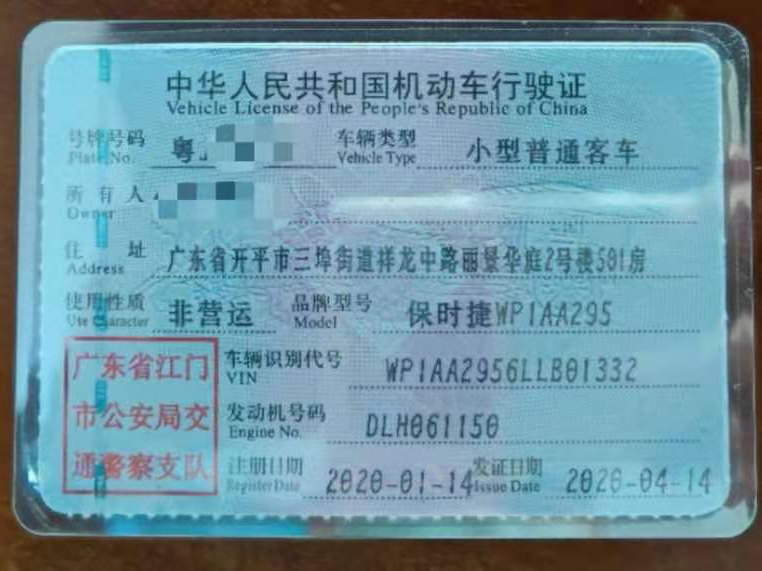 中华人民共和国机动车行驶证
Vehicle License of the People's Republic of China
号牌号码 粤J 车辆类型 小型普通客车
Plate No. Vehicle Type
所有人
Owner
住址 广东省开平市三埠街道祥龙中路丽景华庭2号楼501房
Address
使用性质 非营运 品牌型号 保时捷WP1AA295
Use Character Model
广东省江门 车辆识别代号 WP1AA2956LLB01332
VIN
市公安局交 发动机号码 DLH061150
Engine No.
通警察支队 注册日期 2020-01-14 发证日期 2020-04-14
Register Date Issue Date